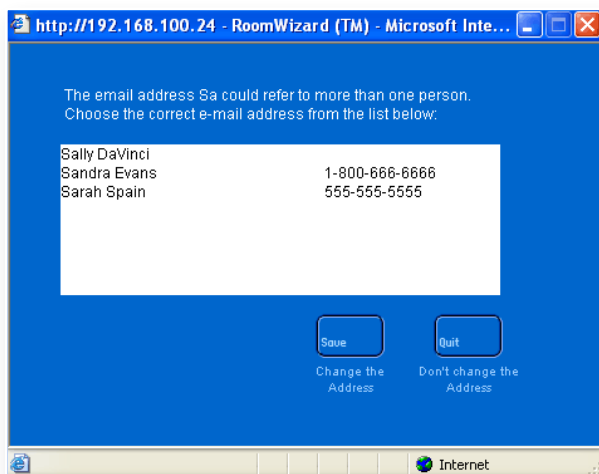 http://192.168.100.24 - RoomWizard (TM) - Microsoft Inte...
The email address Sa could refer to more than one person.
Choose the correct e-mail address from the list below:
Sally DaVinci
Sandra Evans 1-800-666-6666
Sarah Spain 555-555-5555
Save Quit
Change the Address Don't change the Address
Internet